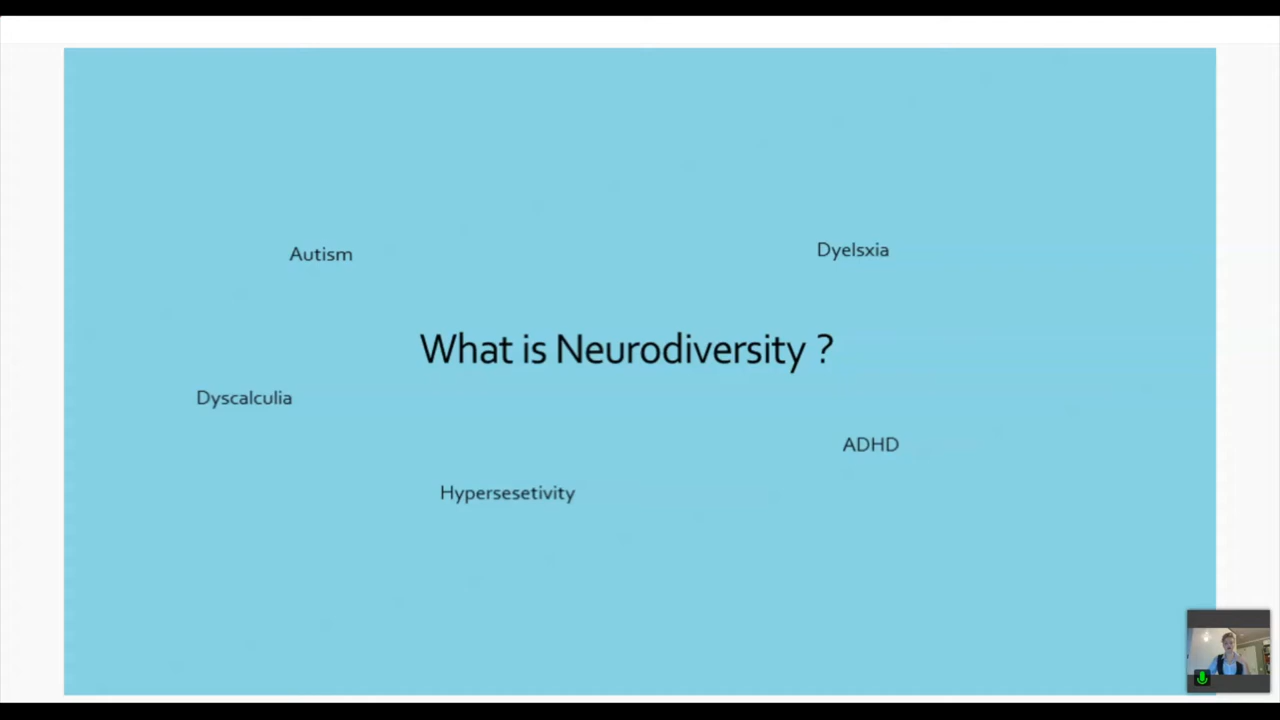 Autism
Dyelsxia
What is Neurodiversity ?
Dyscalculia
ADHD
Hypersesetivity